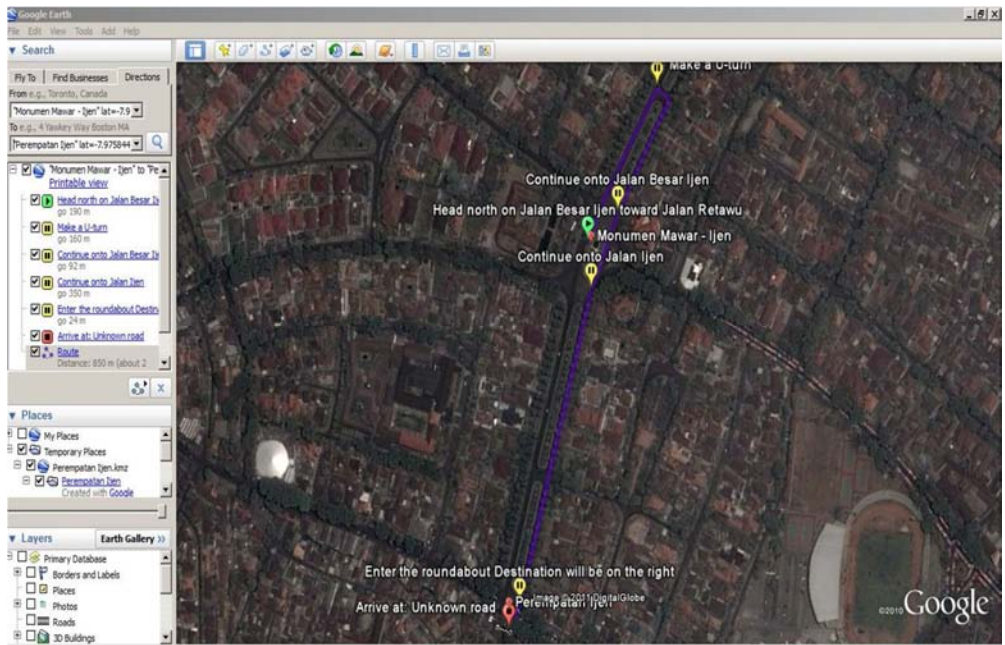 Google Earth
File Edit View Tools Add Help
Search
Fly To Find Businesses Directions
From e.g., Toronto, Canada
"Monumen Mawar - Ijen" lat=-7.9
To e.g., 4 Yawkey Way Boston MA
"Perempatan Ijen" lat=-7.975844
"Monumen Mawar - Ijen" to "Pe
Printable view
Head north on Jalan Besar Ij
go 190 m
Make a U-turn
go 160 m
Continue onto Jalan Besar Ij
go 92 m
Continue onto Jalan Ijen
go 350 m
Enter the roundabout Destin
go 24 m
Arrive at: Unknown road
Route
Distance: 850 m (about 2
Places
My Places
Temporary Places
Perempatan Ijen.kmz
Perempatan Ijen
Created with Google
Layers Earth Gallery »
Primary Database
Borders and Labels
Places
Photos
Roads
3D Buildings
Make a U-turn
Continue onto Jalan Besar Ijen
Head north on Jalan Besar Ijen toward Jalan Retawu
Monumen Mawar - Ijen
Continue onto Jalan Ijen
Enter the roundabout Destination will be on the right
Image © 2011 DigitalGlobe
Arrive at: Unknown road Perempatan Ijen
©2010 Google